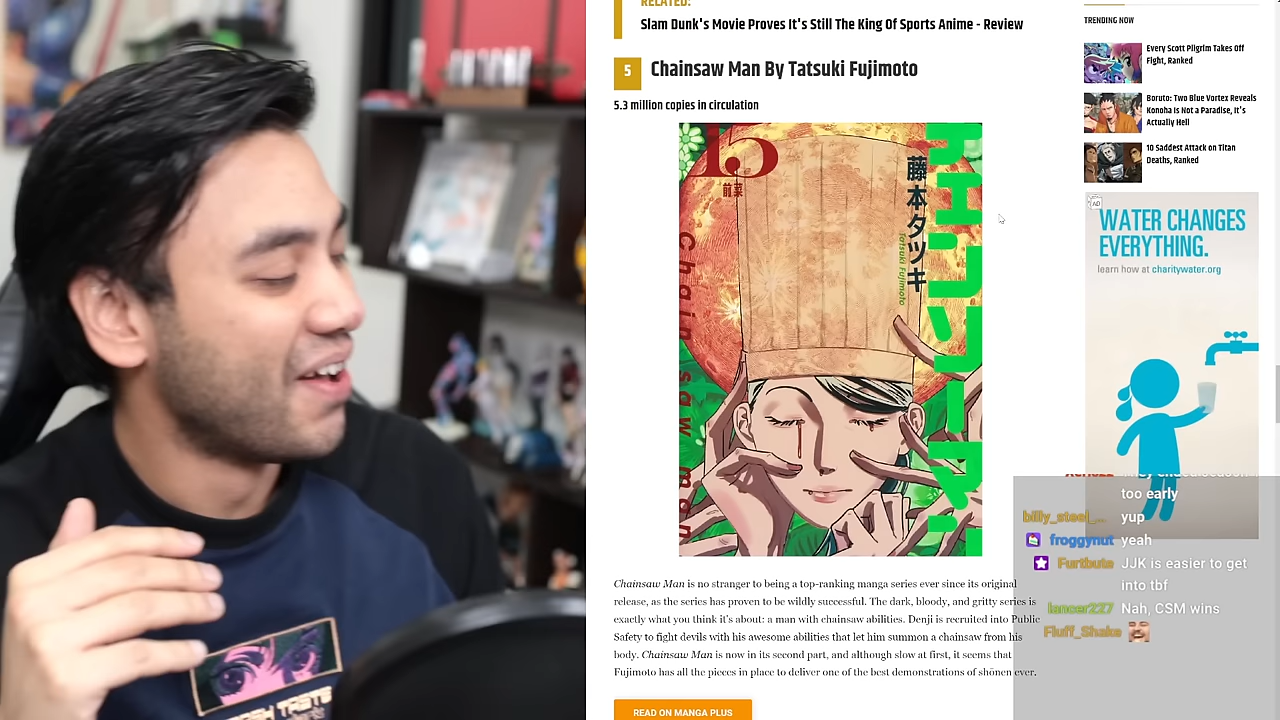 RELATED:
Slam Dunk's Movie Proves It's Still The King Of Sports Anime - Review
5
Chainsaw Man By Tatsuki Fujimoto
5.3 million copies in circulation
15
前菜
チェンソーマン
藤本タツキ
Tatsuki Fujimoto
Chain saw man
Chainsaw Man is no stranger to being a top-ranking manga series ever since its original
release, as the series has proven to be wildly successful. The dark, bloody, and gritty series is
exactly what you think it's about: a man with chainsaw abilities. Denji is recruited into Public
Safety to fight devils with his awesome abilities that let him summon a chainsaw from his
body. Chainsaw Man is now in its second part, and although slow at first, it seems that
Fujimoto has all the pieces in place to deliver one of the best demonstrations of shōnen ever.
READ ON MANGA PLUS
TRENDING NOW
Every Scott Pilgrim Takes Off
Fight, Ranked
Boruto: Two Blue Vortex Reveals
Konoha Is Not a Paradise, It's
Actually Hell
10 Saddest Attack on Titan
Deaths, Ranked
AD
WATER CHANGES
EVERYTHING.
learn how at charitywater.org
too early
billy_steel_... yup
froggynut yeah
Furtbute JJK is easier to get
into tbf
lancer227 Nah, CSM wins
Fluff_Shake